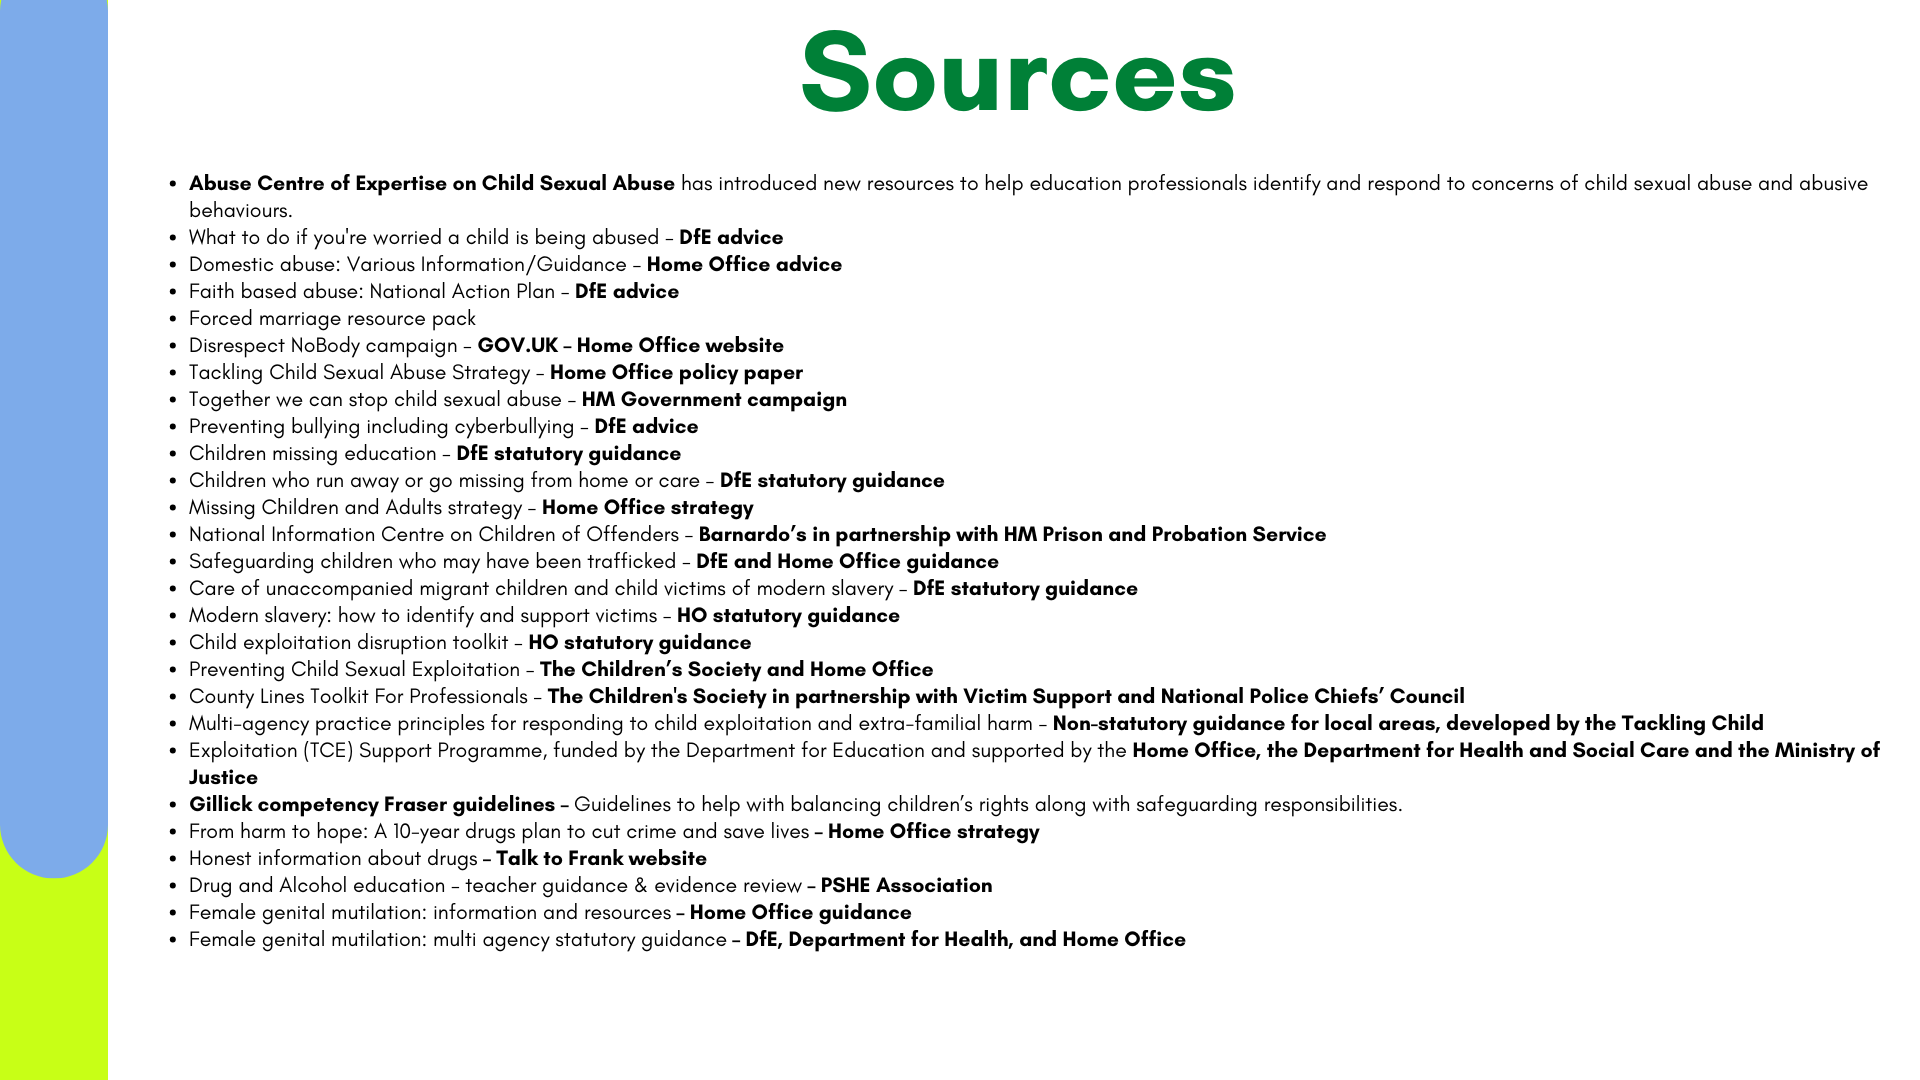 Sources
• Abuse Centre of Expertise on Child Sexual Abuse has introduced new resources to help education professionals identify and respond to concerns of child sexual abuse and abusive
behaviours.
• What to do if you're worried a child is being abused – DfE advice
• Domestic abuse: Various Information/Guidance – Home Office advice
• Faith based abuse: National Action Plan – DfE advice
• Forced marriage resource pack
• Disrespect NoBody campaign – GOV.UK – Home Office website
• Tackling Child Sexual Abuse Strategy – Home Office policy paper
• Together we can stop child sexual abuse – HM Government campaign
• Preventing bullying including cyberbullying – DfE advice
• Children missing education – DfE statutory guidance
• Children who run away or go missing from home or care – DfE statutory guidance
• Missing Children and Adults strategy – Home Office strategy
• National Information Centre on Children of Offenders – Barnardo’s in partnership with HM Prison and Probation Service
• Safeguarding children who may have been trafficked – DfE and Home Office guidance
• Care of unaccompanied migrant children and child victims of modern slavery – DfE statutory guidance
• Modern slavery: how to identify and support victims – HO statutory guidance
• Child exploitation disruption toolkit – HO statutory guidance
• Preventing Child Sexual Exploitation – The Children’s Society and Home Office
• County Lines Toolkit For Professionals – The Children's Society in partnership with Victim Support and National Police Chiefs’ Council
• Multi-agency practice principles for responding to child exploitation and extra-familial harm – Non-statutory guidance for local areas, developed by the Tackling Child
• Exploitation (TCE) Support Programme, funded by the Department for Education and supported by the Home Office, the Department for Health and Social Care and the Ministry of
Justice
• Gillick competency Fraser guidelines – Guidelines to help with balancing children’s rights along with safeguarding responsibilities.
• From harm to hope: A 10-year drugs plan to cut crime and save lives – Home Office strategy
• Honest information about drugs – Talk to Frank website
• Drug and Alcohol education – teacher guidance & evidence review – PSHE Association
• Female genital mutilation: information and resources – Home Office guidance
• Female genital mutilation: multi agency statutory guidance – DfE, Department for Health, and Home Office